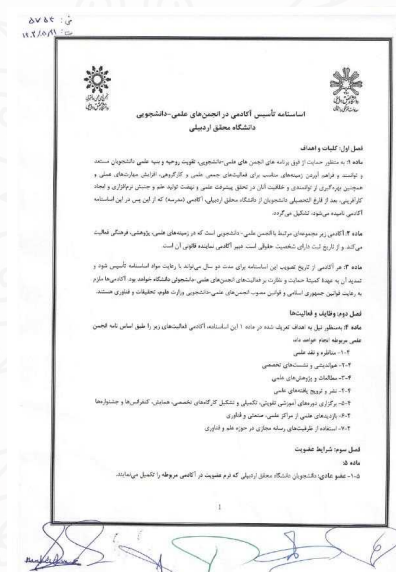 ش: ۵۷۵۲
اساسنامه تأسیس آکادمی در انجمن‌های علمی-دانشجویی
دانشگاه محقق اردبیلی
فصل اول: کلیات و اهداف
ماده ۱: به منظور حمایت از فوق برنامه های انجمن های علمی-دانشجویی، تقویت روحیه و بنیه علمی دانشجویان مستعد
و توانمند و فراهم آوردن زمینه‌های مناسب برای فعالیت‌های جمعی علمی و کارگروهی، افزایش مهارت‌های عملی و
همچنین بهره‌گیری از توانمندی و خلاقیت آنان در تحقق پیشرفت علمی و نهضت تولید علم و جنبش نرم‌افزاری و ایجاد
کارآفرینی، بعد از فارغ التحصیلی دانشجویان از دانشگاه محقق اردبیلی، آکادمی (مدرسه) که از این پس در این اساسنامه
آکادمی نامیده می‌شود، تشکیل می‌گردد.
ماده ۲: آکادمی زیر مجموعه‌ای مرتبط با انجمن علمی-دانشجویی است که در زمینه‌های علمی، پژوهشی، فرهنگی فعالیت
می‌کند و از تاریخ ثبت دارای شخصیت حقوقی است دبیر آکادمی نماینده قانونی آن است
ماده ۳: هر آکادمی از تاریخ تصویب این اساسنامه برای مدت دو سال می‌تواند با رعایت مواد اساسنامه تأسیس شود و
تمدید آن به عهدهٔ کمیتهٔ حمایت و نظارت بر فعالیت‌های انجمن‌های علمی-دانشجویی دانشگاه خواهد بود. آکادمی‌ها ملزم
به رعایت قوانین جمهوری اسلامی و قوانین مصوب انجمن‌های علمی-دانشجویی وزارت علوم، تحقیقات و فناوری هستند.
فصل دوم: وظایف و فعالیت‌ها
ماده ۴: به‌منظور نیل به اهداف تعریف شده در ماده ۱ این اساسنامه، آکادمی فعالیت‌های زیر را طبق اساس نامه انجمن
علمی مربوطه انجام خواهد داد:
۴-۱- مناظره و نقد علمی
۴-۲- هم‌اندیشی و نشست‌های تخصصی
۴-۳- مطالعات و پژوهش‌های علمی
۴-۴- نشر و ترویج یافته‌های علمی
۴-۵- برگزاری دوره‌های آموزشی تقویتی، تکمیلی و تشکیل کارگاه‌های تخصصی، همایش، کنفرانس‌ها و جشنواره‌ها
۴-۶- بازدیدهای علمی از مراکز علمی، صنعتی و فناوری
۴-۷- استفاده از ظرفیت‌های رسانه مجازی در حوزه علم و فناوری
فصل سوم: شرایط عضویت
ماده ۵:
۵-۱- عضو عادی: دانشجویان دانشگاه محقق اردبیلی که فرم عضویت در آکادمی مربوطه را تکمیل می‌نمایند.